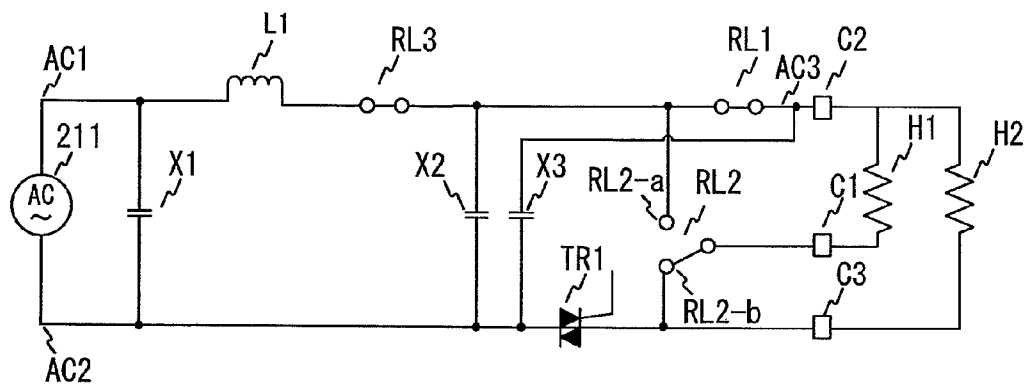 L1
AC1
RL3
RL1
C2
AC3
211
AC
~
X1
X2
X3
RL2-a
RL2
C1
H1
H2
TR1
C3
RL2-b
AC2